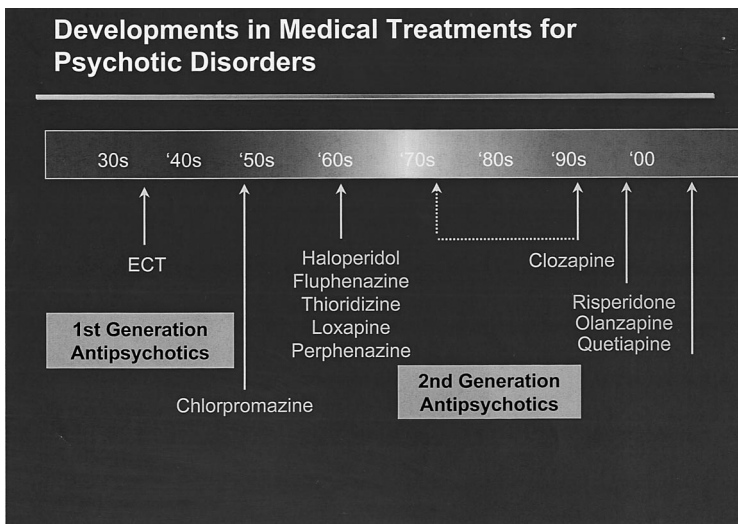 Developments in Medical Treatments for
Psychotic Disorders
30s ‘40s ‘50s ‘60s ‘70s ‘80s ‘90s ‘00
ECT
Haloperidol
Fluphenazine
Thioridizine
Loxapine
Perphenazine
Clozapine
Risperidone
Olanzapine
Quetiapine
1st Generation
Antipsychotics
Chlorpromazine
2nd Generation
Antipsychotics